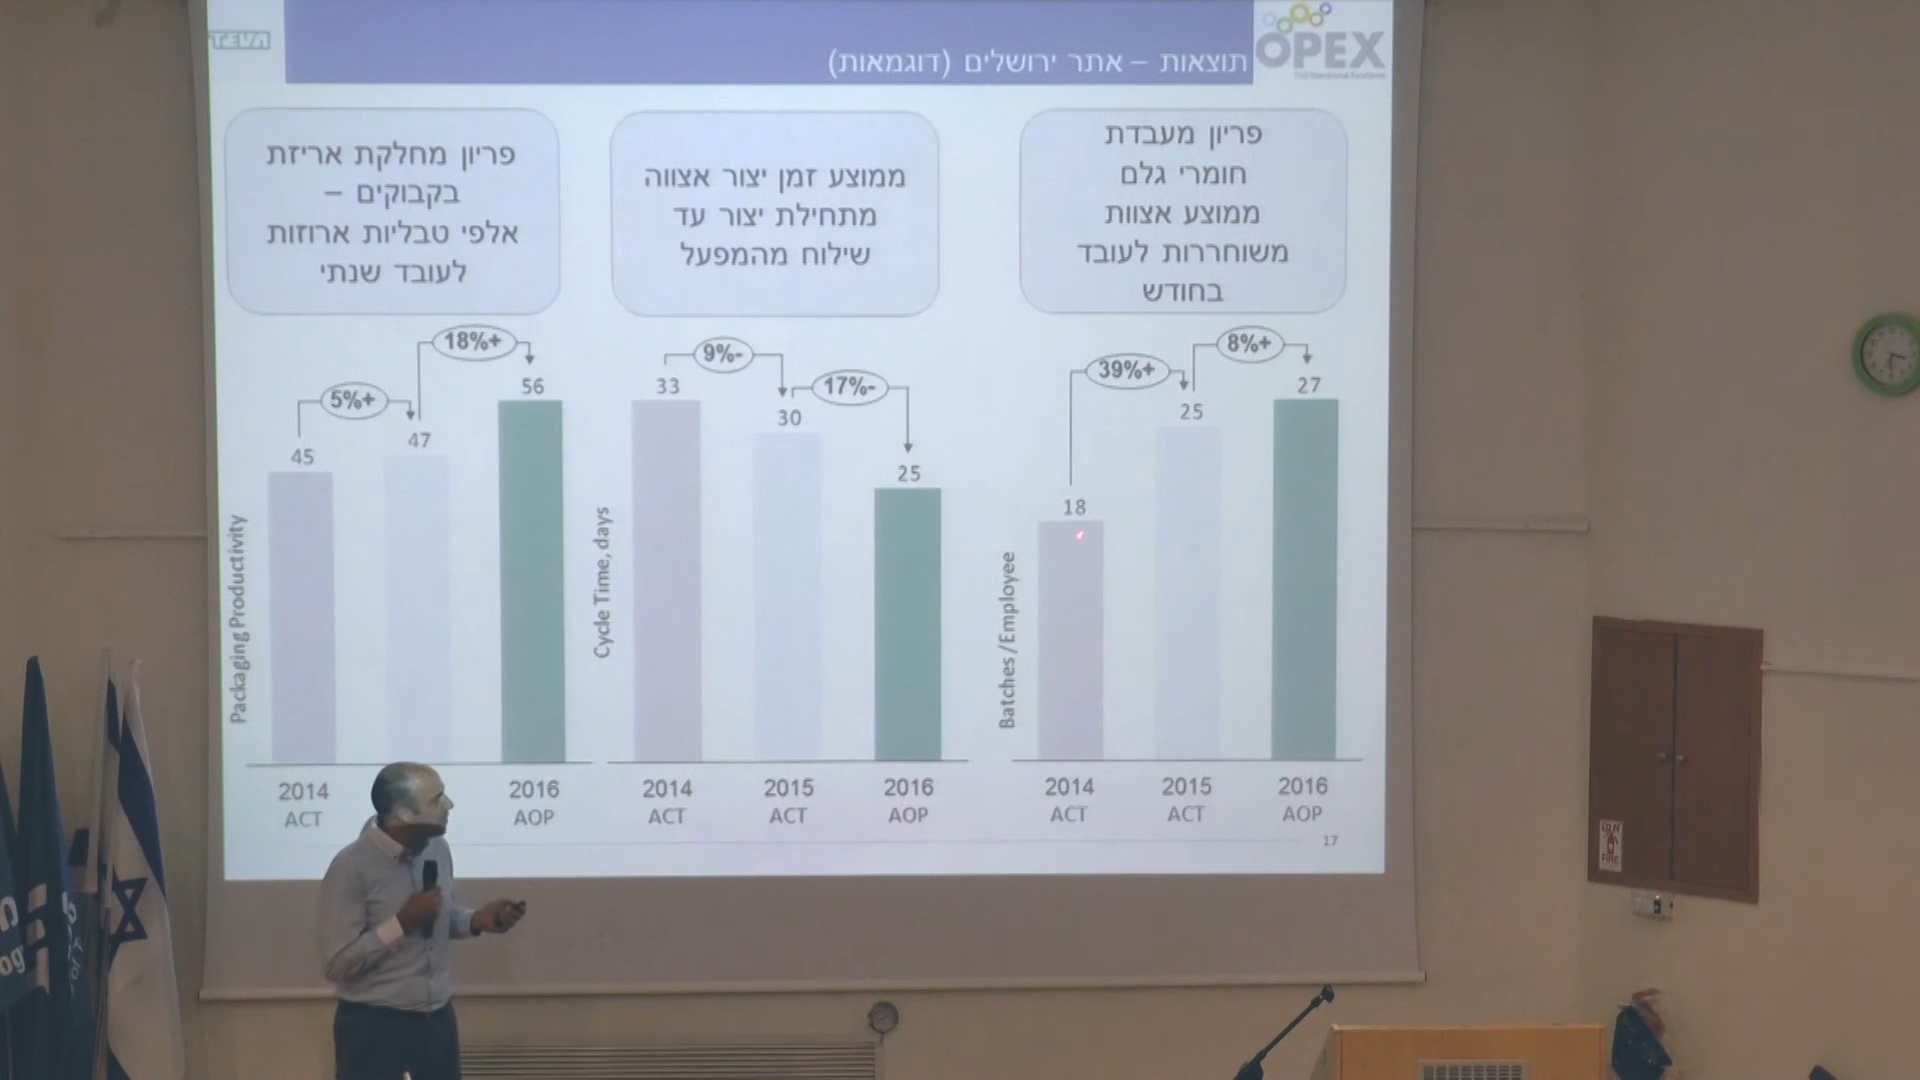 TEVA
OPEX
תוצאות – אתר ירושלים (דוגמאות)
פריון מעבדת
חומרי גלם
ממוצע אצוות
משוחררות לעובד
בחודש
ממוצע זמן יצור אצווה
מתחילת יצור עד
שילוח מהמפעל
פריון מחלקת אריזת
בקבוקים –
אלפי טבליות ארוזות
לעובד שנתי
Packaging Productivity
5%+
18%+
45
47
56
2014
ACT
2016
AOP
Cycle Time, days
9%-
17%-
33
30
25
2014
ACT
2015
ACT
2016
AOP
Batches/Employee
39%+
8%+
18
25
27
2014
ACT
2015
ACT
2016
AOP
17
FIRE